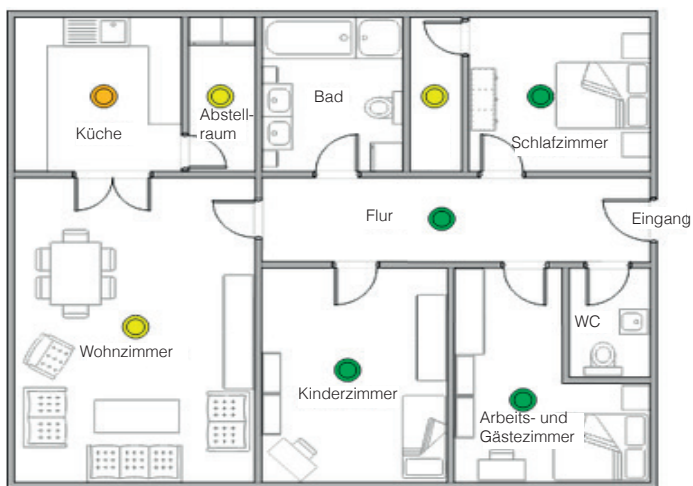 Küche
Abstell-
raum
Bad
Schlafzimmer
Flur
Eingang
Wohnzimmer
Kinderzimmer
WC
Arbeits- und
Gästezimmer